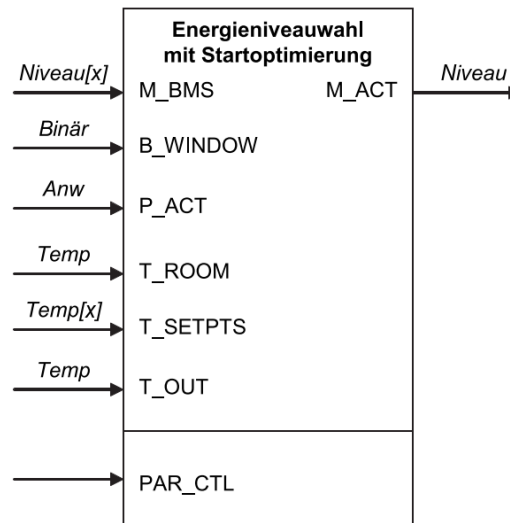 Energieniveauwahl
mit Startoptimierung
Niveau[x]
M_BMS
M_ACT
Niveau
Binär
B_WINDOW
Anw
P_ACT
Temp
T_ROOM
Temp[x]
T_SETPTS
Temp
T_OUT
PAR_CTL